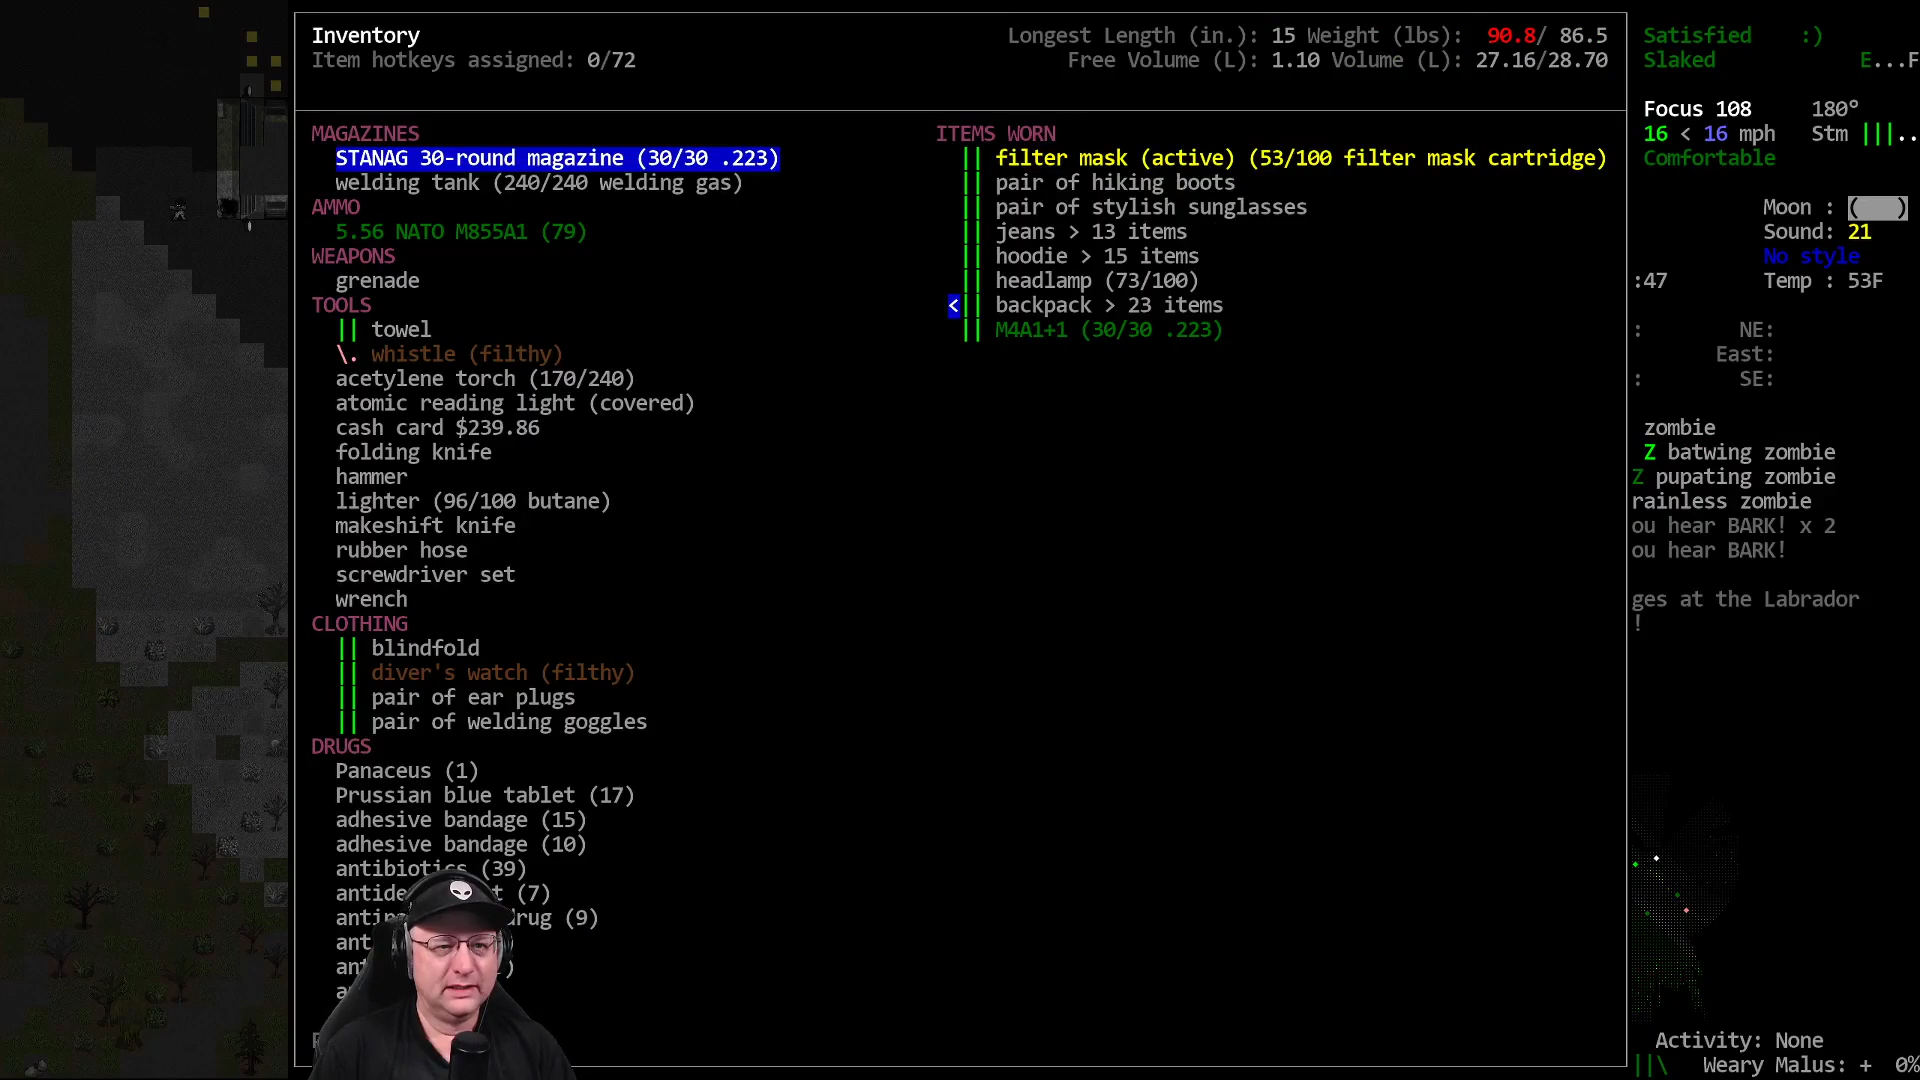 Inventory
Item hotkeys assigned: 0/72
Longest Length (in.): 15 Weight (lbs): 90.8/ 86.5
Free Volume (L): 1.10 Volume (L): 27.16/28.70
MAGAZINES
STANAG 30-round magazine (30/30 .223)
welding tank (240/240 welding gas)
AMMO
5.56 NATO M855A1 (79)
WEAPONS
grenade
TOOLS
|| towel
\. whistle (filthy)
acetylene torch (170/240)
atomic reading light (covered)
cash card $239.86
folding knife
hammer
lighter (96/100 butane)
makeshift knife
rubber hose
screwdriver set
wrench
CLOTHING
|| blindfold
|| diver's watch (filthy)
|| pair of ear plugs
|| pair of welding goggles
DRUGS
Panaceus (1)
Prussian blue tablet (17)
adhesive bandage (15)
adhesive bandage (10)
antibiotics (39)
(7)
drug (9)
ITEMS WORN
|| filter mask (active) (53/100 filter mask cartridge)
|| pair of hiking boots
|| pair of stylish sunglasses
|| jeans > 13 items
|| hoodie > 15 items
|| headlamp (73/100)
< || backpack > 23 items
|| M4A1+1 (30/30 .223)
Satisfied :)
Slaked E...F
Focus 108 180°
16 < 16 mph Stm |||..
Comfortable
Moon : ( )
Sound: 21
No style
:47 Temp : 53F
: NE:
East:
: SE:
zombie
Z batwing zombie
Z pupating zombie
rainless zombie
ou hear BARK! x 2
ou hear BARK!
ges at the Labrador
!
Activity: None
||\ Weary Malus: + 0%